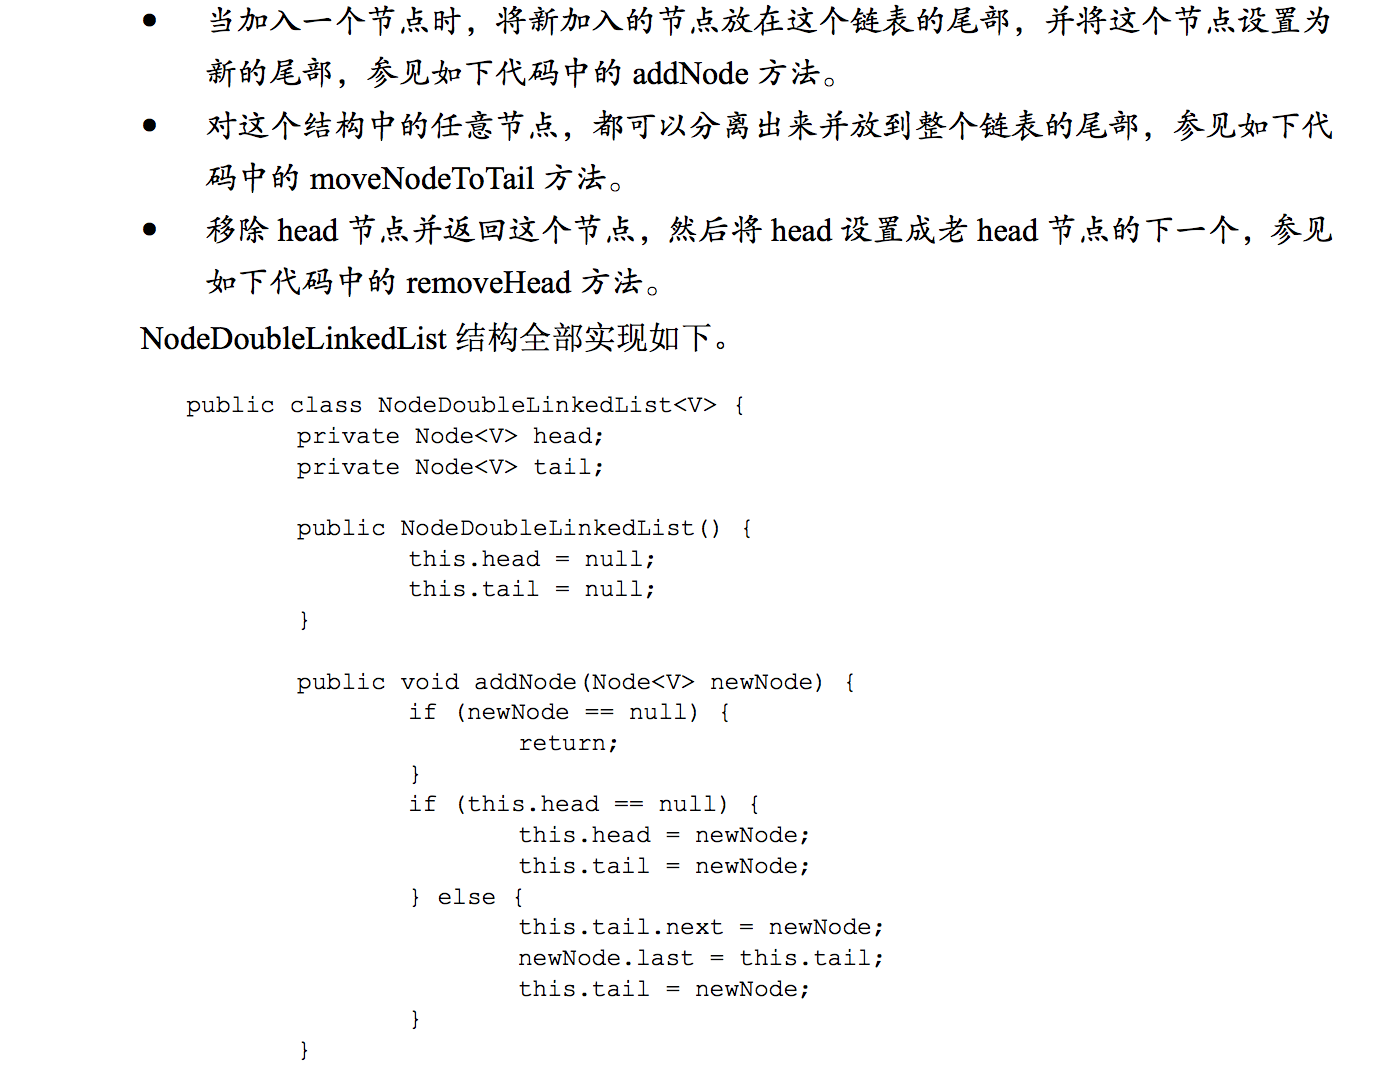 ● 当加入一个节点时，将新加入的节点放在这个链表的尾部，并将这个节点设置为
新的尾部，参见如下代码中的 addNode 方法。
● 对这个结构中的任意节点，都可以分离出来并放到整个链表的尾部，参见如下代
码中的 moveNodeToTail 方法。
● 移除 head 节点并返回这个节点，然后将 head 设置成老 head 节点的下一个，参见
如下代码中的 removeHead 方法。
NodeDoubleLinkedList 结构全部实现如下。
public class NodeDoubleLinkedList<V> {
private Node<V> head;
private Node<V> tail;
public NodeDoubleLinkedList() {
this.head = null;
this.tail = null;
}
public void addNode(Node<V> newNode) {
if (newNode == null) {
return;
}
if (this.head == null) {
this.head = newNode;
this.tail = newNode;
} else {
this.tail.next = newNode;
newNode.last = this.tail;
this.tail = newNode;
}
}